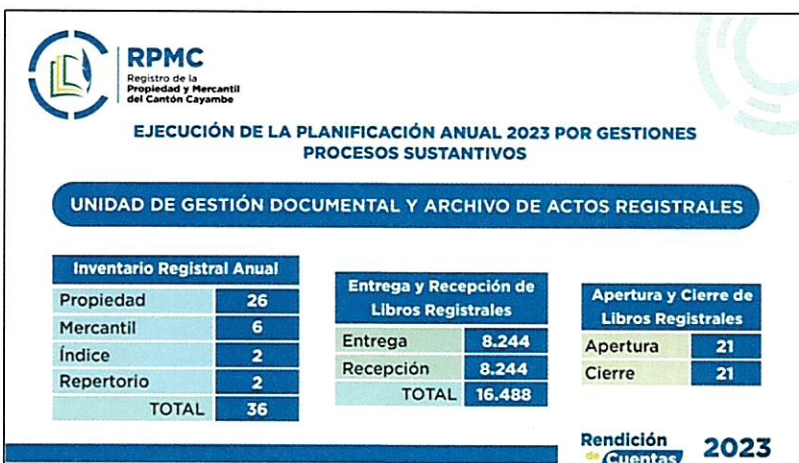 RPMC
Registro de la
Propiedad y Mercantil
del Cantón Cayambe
EJECUCIÓN DE LA PLANIFICACIÓN ANUAL 2023 POR GESTIONES
PROCESOS SUSTANTIVOS
UNIDAD DE GESTIÓN DOCUMENTAL Y ARCHIVO DE ACTOS REGISTRALES
Inventario Registral Anual
Propiedad 26
Mercantil 6
Índice 2
Repertorio 2
TOTAL 36
Entrega y Recepción de
Libros Registrales
Entrega 8.244
Recepción 8.244
TOTAL 16.488
Apertura y Cierre de
Libros Registrales
Apertura 21
Cierre 21
Rendición
de Cuentas 2023